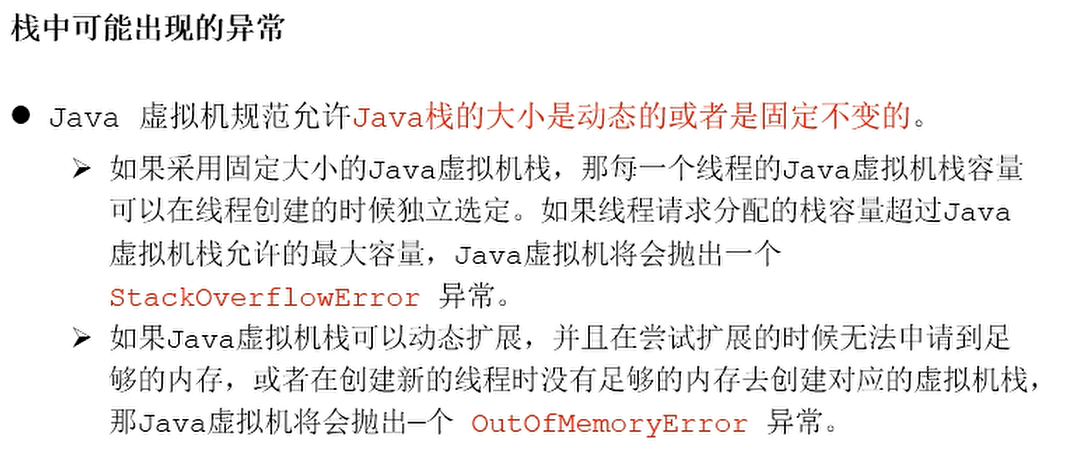 栈中可能出现的异常
● Java 虚拟机规范允许Java栈的大小是动态的或者是固定不变的。
➢ 如果采用固定大小的Java虚拟机栈，那每一个线程的Java虚拟机栈容量
可以在线程创建的时候独立选定。如果线程请求分配的栈容量超过Java
虚拟机栈允许的最大容量，Java虚拟机将会抛出一个
StackOverflowError 异常。
➢ 如果Java虚拟机栈可以动态扩展，并且在尝试扩展的时候无法申请到足
够的内存，或者在创建新的线程时没有足够的内存去创建对应的虚拟机栈，
那Java虚拟机将会抛出一个 OutOfMemoryError 异常。